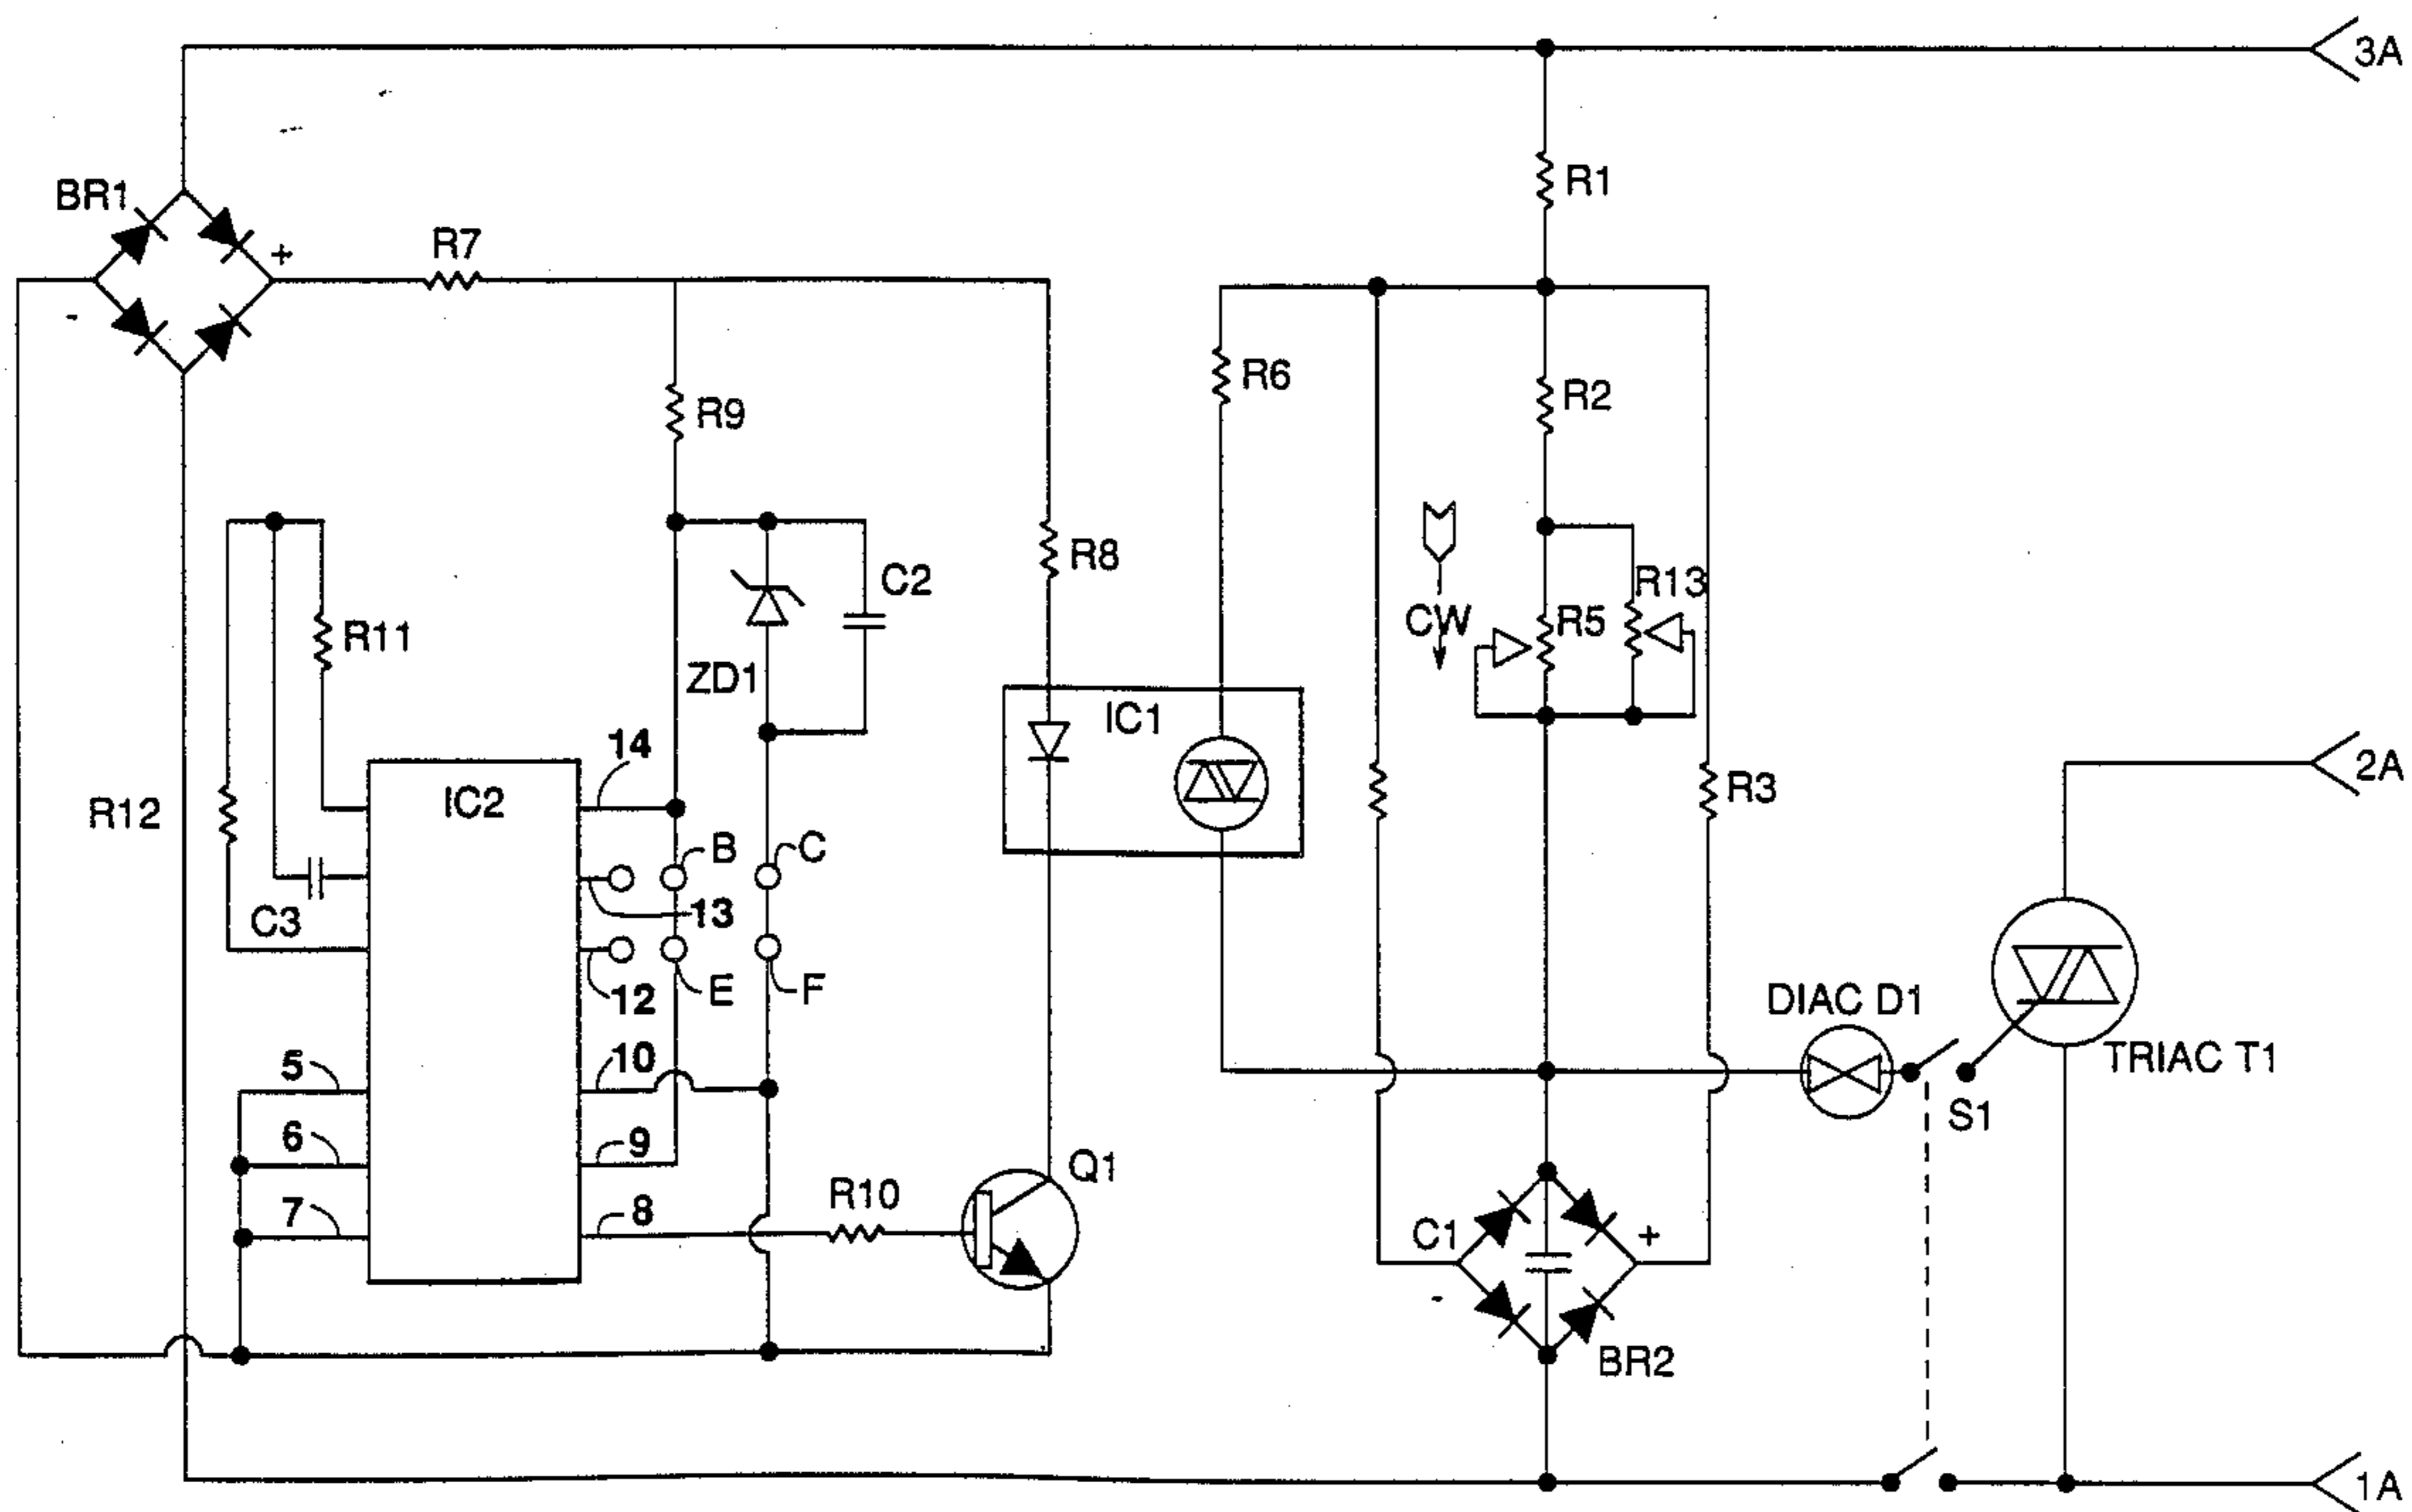 3A
BR1
+
R7
R1
-
R6
R2
R9
R8
C2
R13
R11
CW
R5
ZD1
IC1
14
2A
R12
IC2
R3
B
C
13
C3
E
F
12
DIAC D1
10
TRIAC T1
5
S1
6
9
Q1
7
8
R10
C1
+
-
BR2
1A